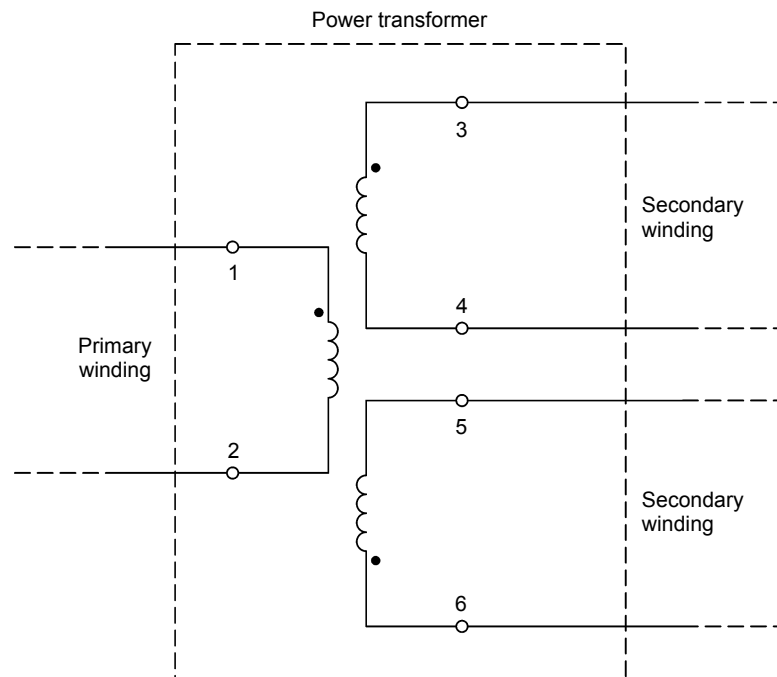 Power transformer
3
Secondary
winding
1
4
Primary
winding
5
2
Secondary
winding
6